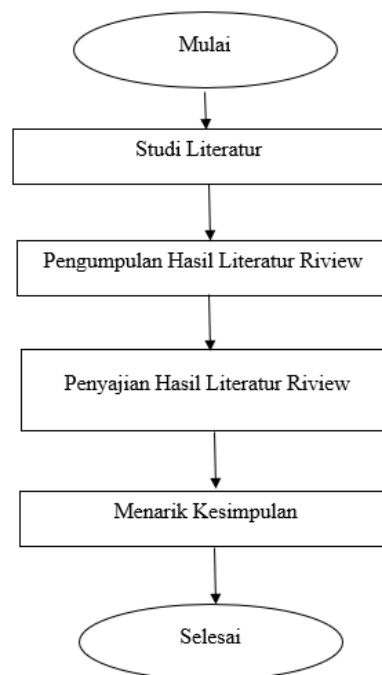 Mulai
Studi Literatur
Pengumpulan Hasil Literatur Riview
Penyajian Hasil Literatur Riview
Menarik Kesimpulan
Selesai